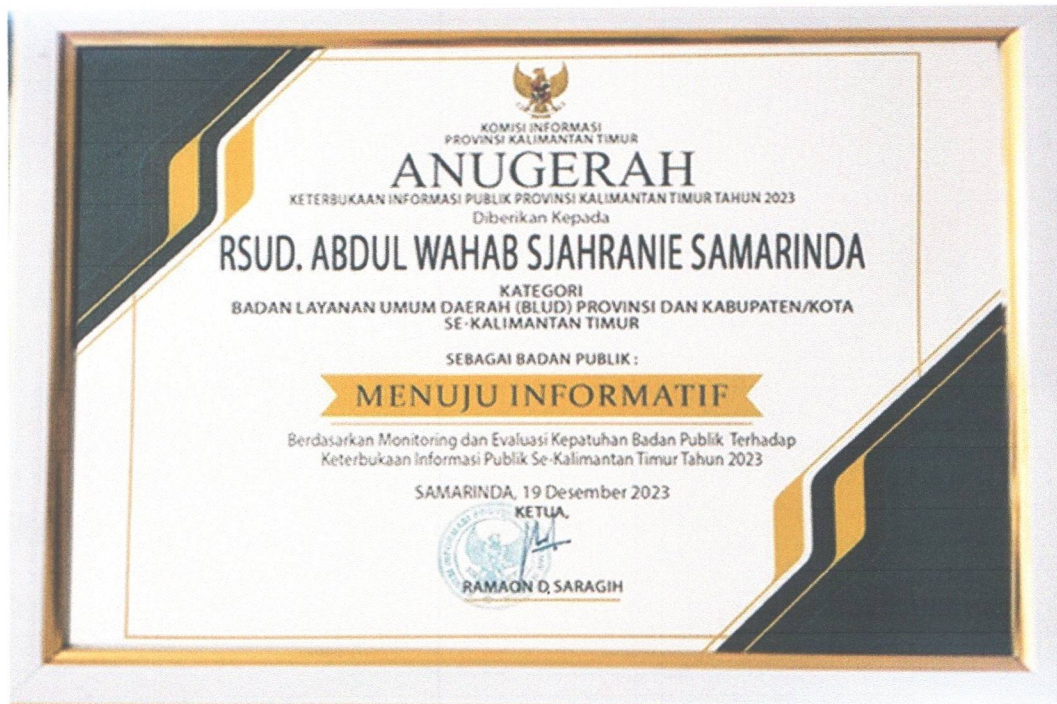 KOMISI INFORMASI
PROVINSI KALIMANTAN TIMUR
ANUGERAH
KETERBUKAAN INFORMASI PUBLIK PROVINSI KALIMANTAN TIMUR TAHUN 2023
Diberikan Kepada
RSUD. ABDUL WAHAB SJAHRANIE SAMARINDA
KATEGORI
BADAN LAYANAN UMUM DAERAH (BLUD) PROVINSI DAN KABUPATEN/KOTA
SE-KALIMANTAN TIMUR
SEBAGAI BADAN PUBLIK :
MENUJU INFORMATIF
Berdasarkan Monitoring dan Evaluasi Kepatuhan Badan Publik Terhadap
Keterbukaan Informasi Publik Se-Kalimantan Timur Tahun 2023
SAMARINDA, 19 Desember 2023
KETUA,
RAMAON D, SARAGIH